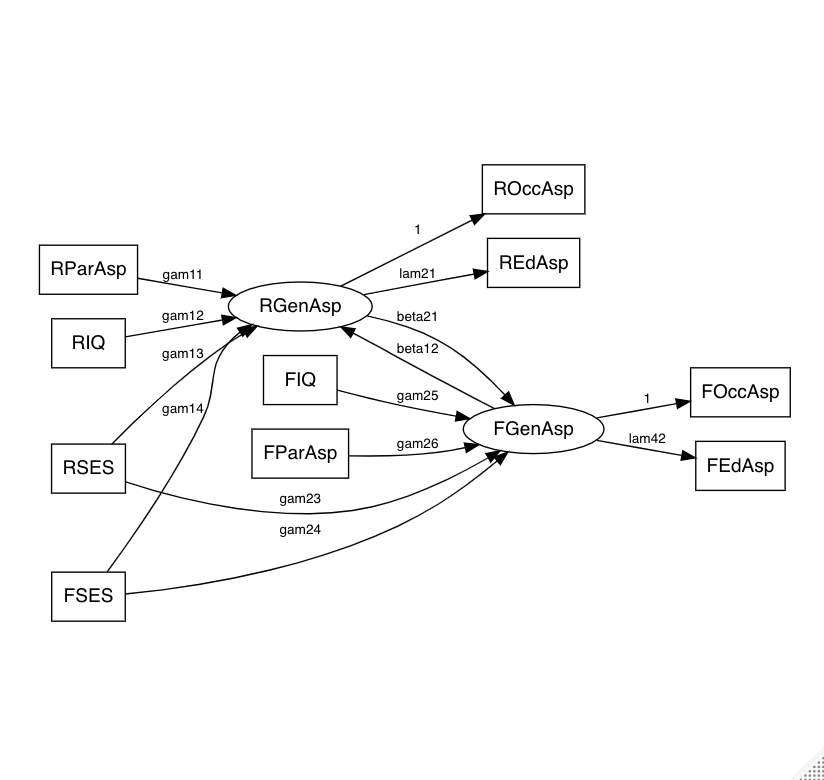 ROccAsp
1
RParAsp
REdAsp
gam11
lam21
RGenAsp
gam12
beta21
RIQ
beta12
gam13
FIQ
gam25
FOccAsp
1
gam14
FGenAsp
gam26
lam42
FParAsp
RSES
FEdAsp
gam23
gam24
FSES